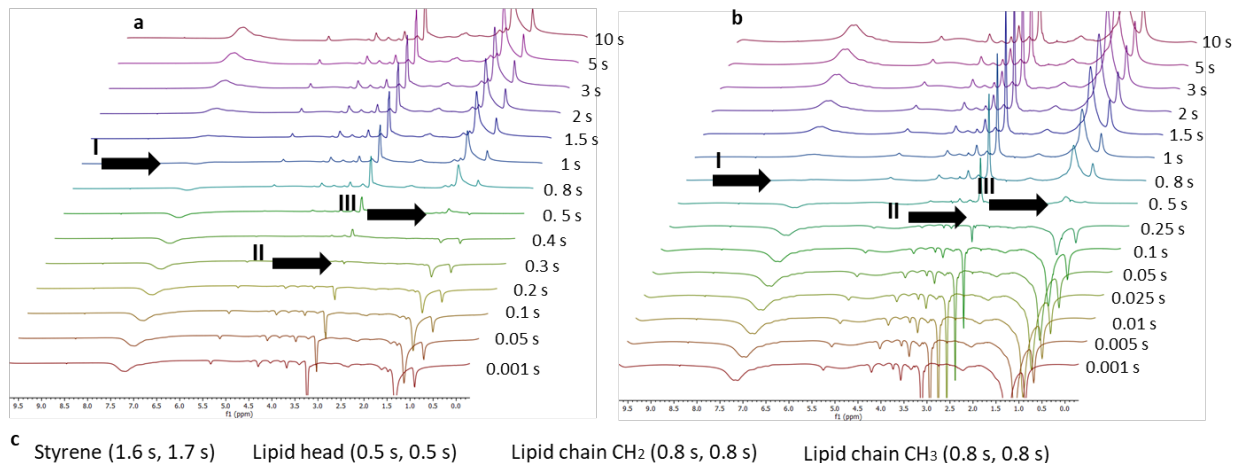 a
10 s
5 s
3 s
2 s
1.5 s
1 s
0. 8 s
0. 5 s
0.4 s
0.3 s
0.2 s
0.1 s
0.05 s
0.001 s
I
III
II
9.5 9.0 8.5 8.0 7.5 7.0 6.5 6.0 5.5 5.0 4.5 4.0 3.5 3.0 2.5 2.0 1.5 1.0 0.5 0.0
f1 (ppm)
b
10 s
5 s
3 s
2 s
1.5 s
1 s
0. 8 s
0. 5 s
0.25 s
0.1 s
0.05 s
0.025 s
0.01 s
0.005 s
0.001 s
I
III
II
9.5 9.0 8.5 8.0 7.5 7.0 6.5 6.0 5.5 5.0 4.5 4.0 3.5 3.0 2.5 2.0 1.5 1.0 0.5 0.0
f1 (ppm)
c Styrene (1.6 s, 1.7 s) Lipid head (0.5 s, 0.5 s) Lipid chain CH₂ (0.8 s, 0.8 s) Lipid chain CH₃ (0.8 s, 0.8 s)